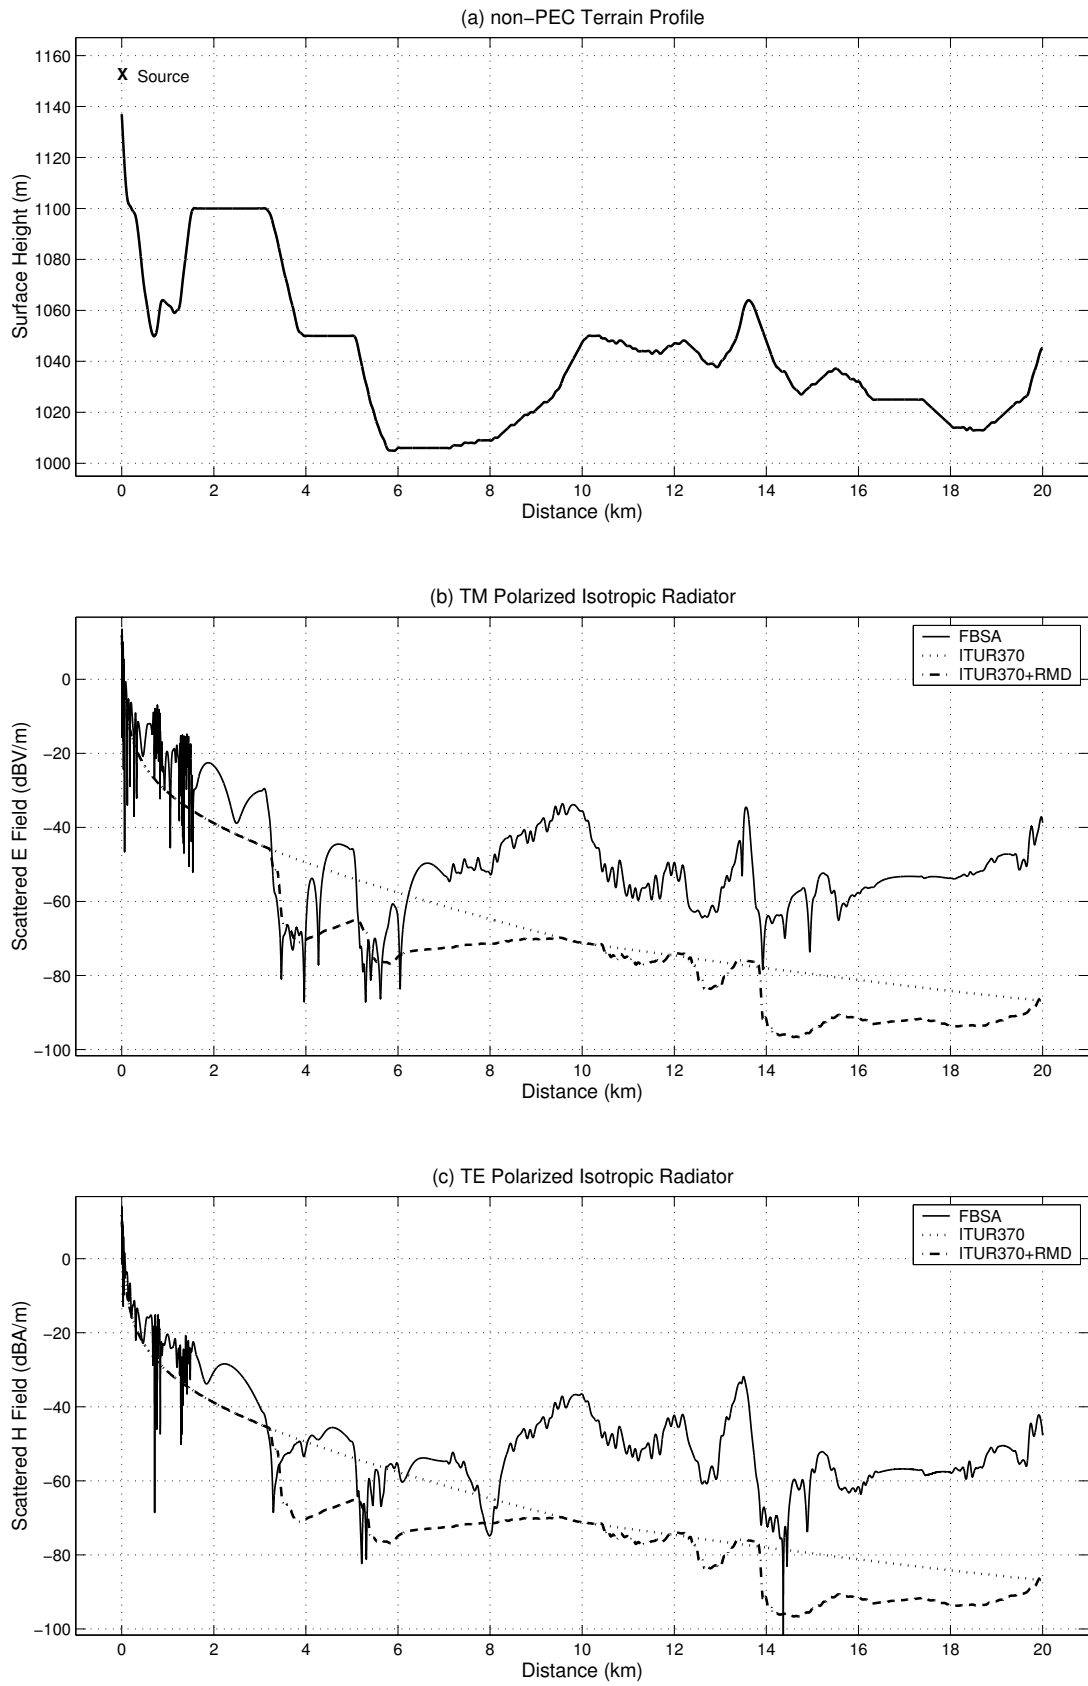 (a) non−PEC Terrain Profile
1160
x Source
1140
1120
1100
1080
1060
1040
1020
1000
Surface Height (m)
0 2 4 6 8 10 12 14 16 18 20
Distance (km)
(b) TM Polarized Isotropic Radiator
FBSA
ITUR370
ITUR370+RMD
0
−20
−40
−60
−80
−100
Scattered E Field (dBV/m)
0 2 4 6 8 10 12 14 16 18 20
Distance (km)
(c) TE Polarized Isotropic Radiator
FBSA
ITUR370
ITUR370+RMD
0
−20
−40
−60
−80
−100
Scattered H Field (dBA/m)
0 2 4 6 8 10 12 14 16 18 20
Distance (km)